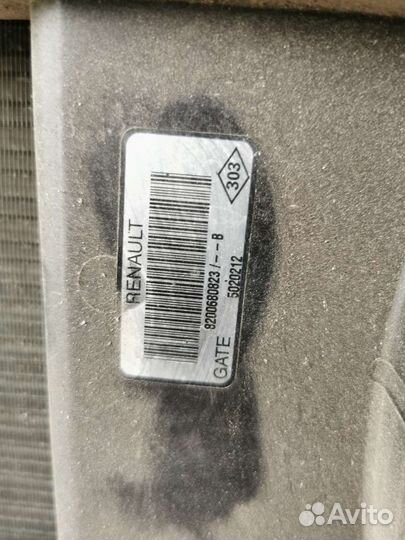 RENAULT
303
8200680823/--B
GATE
5020212
Avito